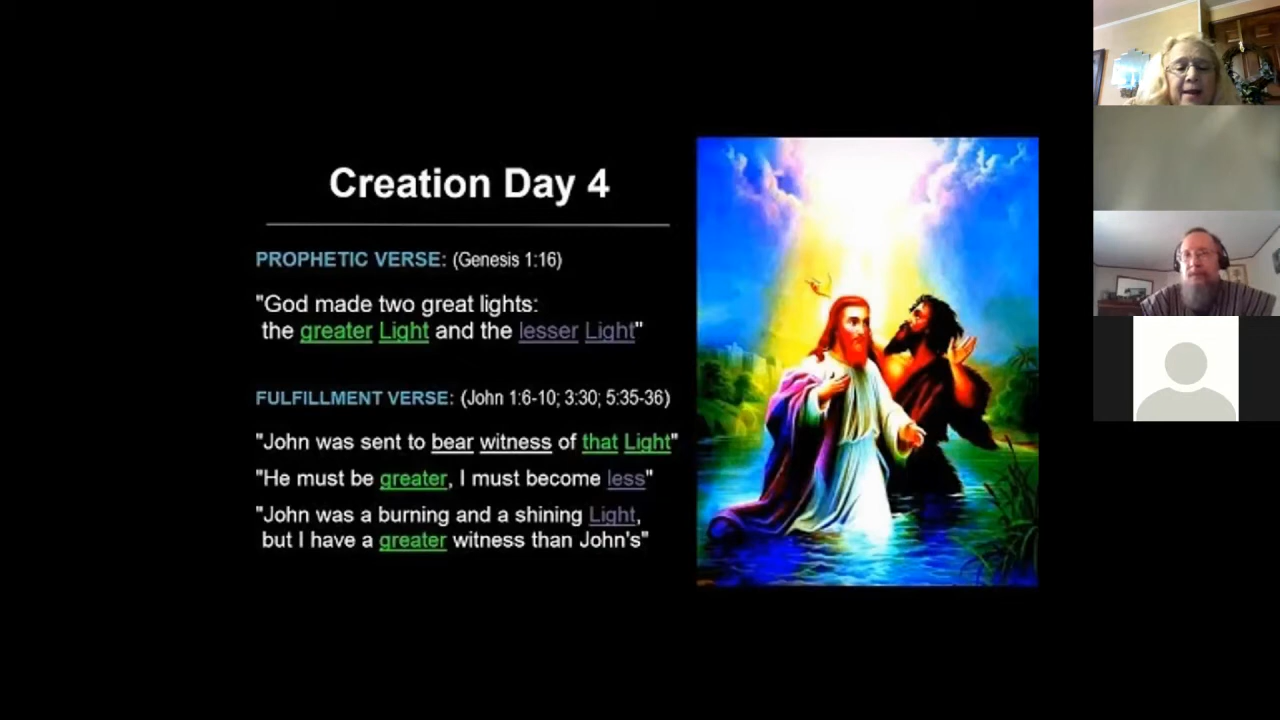 Creation Day 4
PROPHETIC VERSE: (Genesis 1:16)
"God made two great lights:
the greater Light and the lesser Light"
FULFILLMENT VERSE: (John 1:6-10; 3:30; 5:35-36)
"John was sent to bear witness of that Light"
"He must be greater, I must become less"
"John was a burning and a shining Light,
but I have a greater witness than John's"